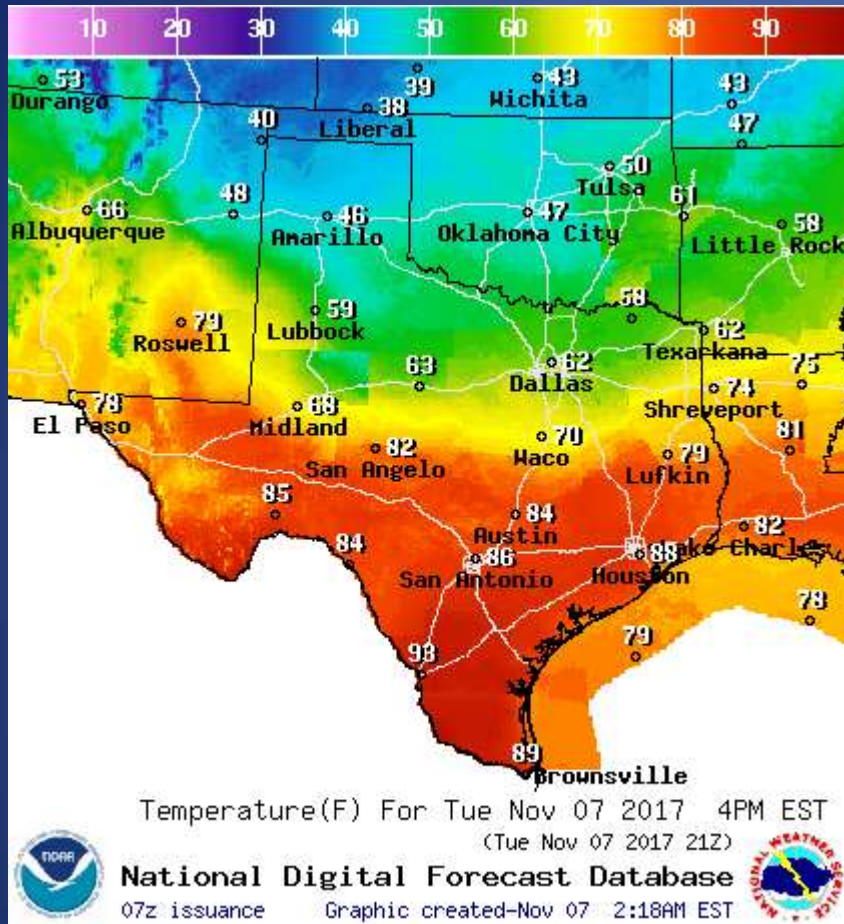 10 20 30 40 50 60 70 80 90
53
Durango
39
43
Wichita
38
Liberal
43
40
47
50
Tulsa
66
Albuquerque
48
46
Amarillo
47
Oklahoma City
61
58
Little Rock
79
Roswell
59
Lubbock
58
62
Texarkana
63
62
Dallas
75
74
Shreveport
78
El Paso
68
Midland
82
San Angelo
70
Waco
79
Lufkin
81
85
84
Austin
82
Lake Charles
84
86
San Antonio
88
Houston
78
79
93
89
Brownsville
Temperature(F) For Tue Nov 07 2017 4PM EST
(Tue Nov 07 2017 21Z)
National Digital Forecast Database
07z issuance Graphic created-Nov 07 2:18AM EST
NOAA
NATIONAL WEATHER SERVICE